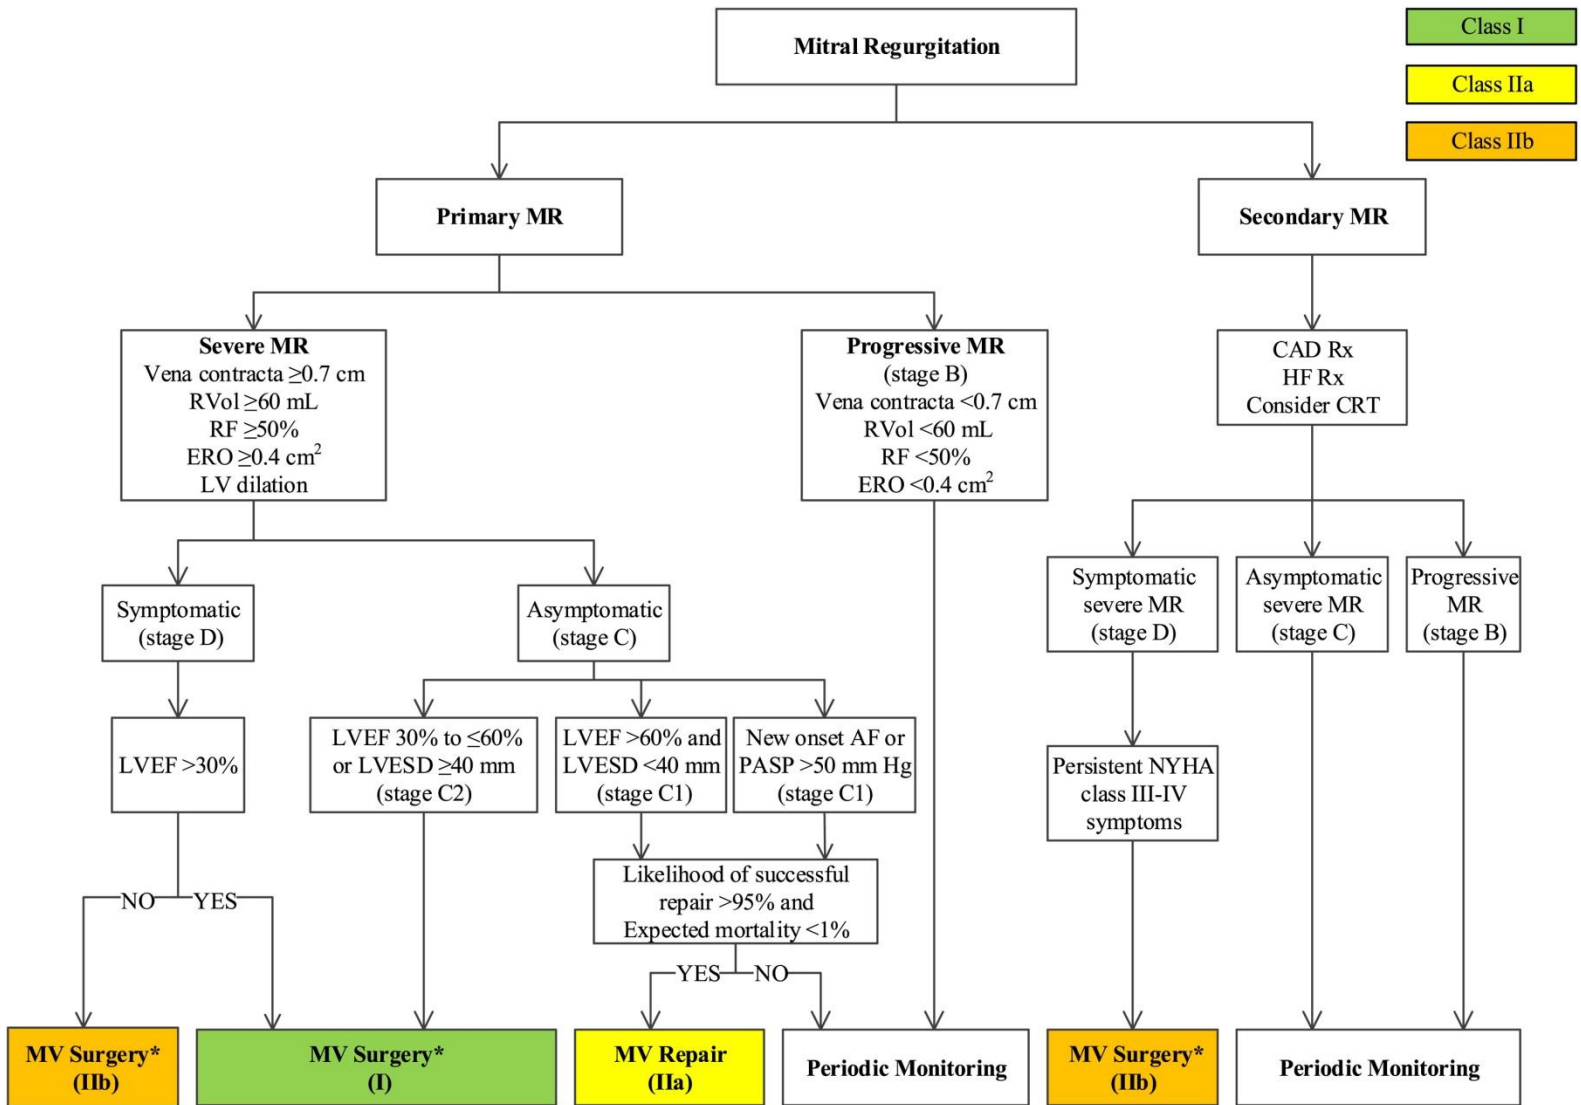 Mitral Regurgitation
Class I
Class IIa
Class IIb
Primary MR
Secondary MR
Severe MR
Vena contracta ≥0.7 cm
RVol ≥60 mL
RF ≥50%
ERO ≥0.4 cm²
LV dilation
Progressive MR
(stage B)
Vena contracta <0.7 cm
RVol <60 mL
RF <50%
ERO <0.4 cm²
CAD Rx
HF Rx
Consider CRT
Symptomatic
(stage D)
Asymptomatic
(stage C)
Symptomatic
severe MR
(stage D)
Asymptomatic
severe MR
(stage C)
Progressive
MR
(stage B)
LVEF >30%
LVEF 30% to ≤60%
or LVESD ≥40 mm
(stage C2)
LVEF >60% and
LVESD <40 mm
(stage C1)
New onset AF or
PASP >50 mm Hg
(stage C1)
Persistent NYHA
class III-IV
symptoms
Likelihood of successful
repair >95% and
Expected mortality <1%
NO
YES
YES
NO
MV Surgery*
(IIb)
MV Surgery*
(I)
MV Repair
(IIa)
Periodic Monitoring
MV Surgery*
(IIb)
Periodic Monitoring